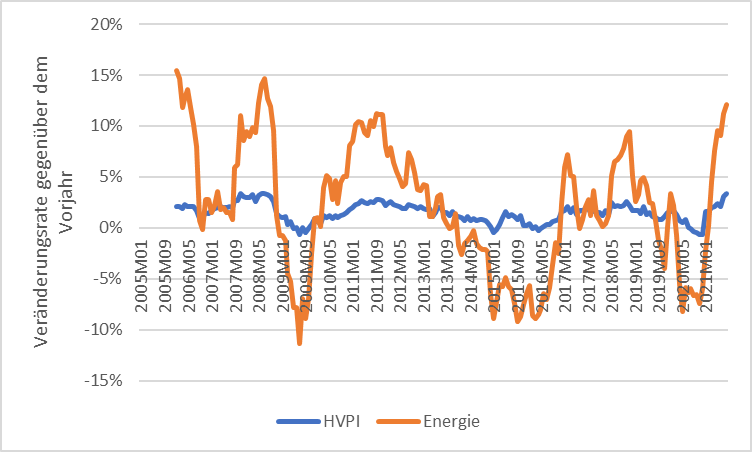 Veränderungsrate gegenüber dem
Vorjahr
20%
15%
10%
5%
0%
-5%
-10%
-15%
2005M01
2005M09
2006M05
2007M01
2007M09
2008M05
2009M01
2009M09
2010M05
2011M01
2011M09
2012M05
2013M01
2013M09
2014M05
2015M01
2015M09
2016M05
2017M01
2017M09
2018M05
2019M01
2019M09
2020M05
2021M01
HVPI
Energie